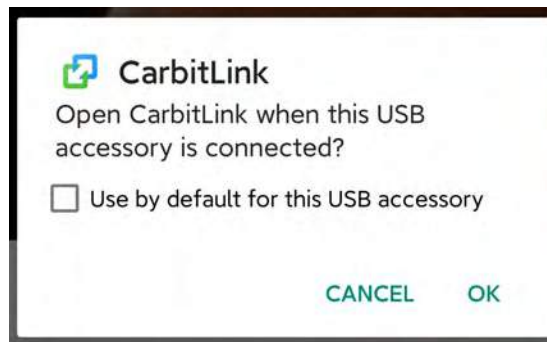 CarbitLink
Open CarbitLink when this USB
accessory is connected?
Use by default for this USB accessory
CANCEL
OK